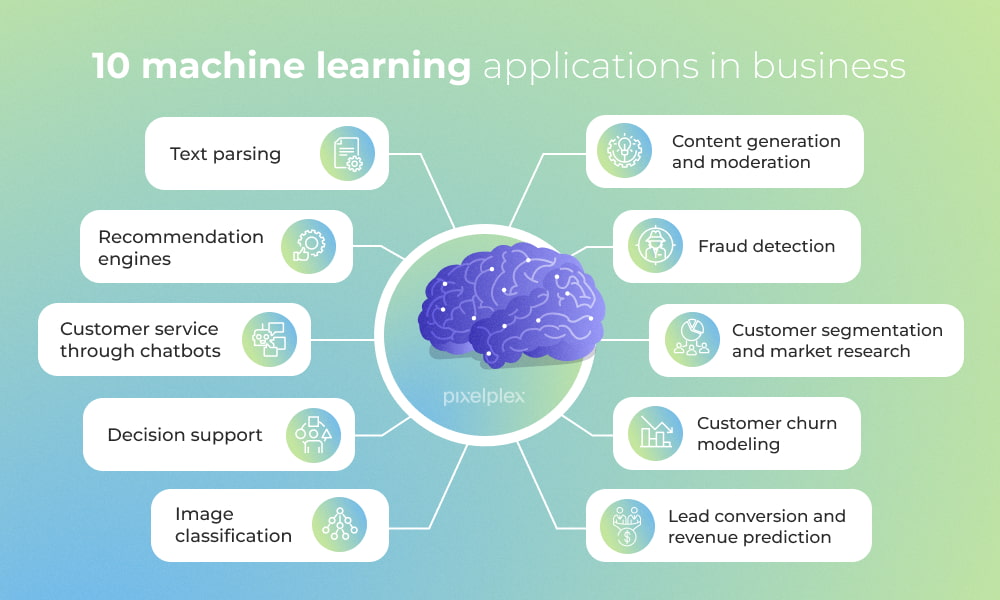 10 machine learning applications in business
Text parsing
Recommendation
engines
Customer service
through chatbots
Decision support
Image
classification
Content generation
and moderation
Fraud detection
Customer segmentation
and market research
Customer churn
modeling
Lead conversion and
revenue prediction
pixelplex
$